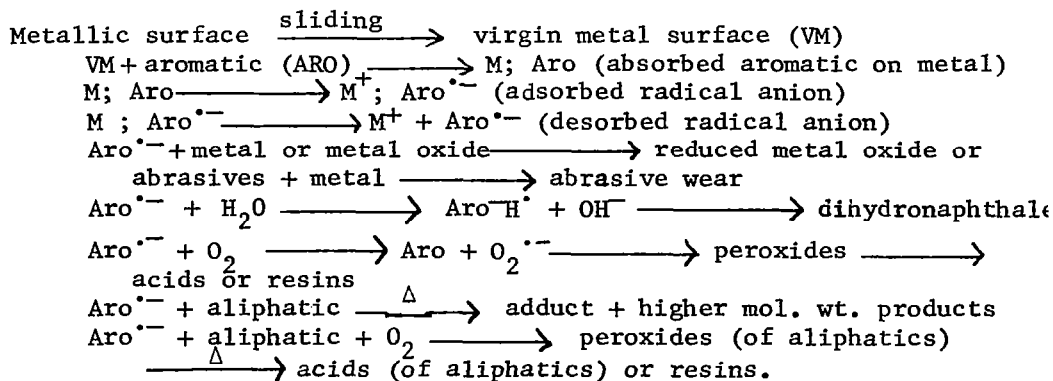 Metallic surface sliding⟶ virgin metal surface (VM)
VM + aromatic (ARO) ⟶ M; Aro (absorbed aromatic on metal)
M; Aro ⟶ M⁺; Aro•− (adsorbed radical anion)
M ; Aro•− ⟶ M⁺ + Aro•− (desorbed radical anion)
Aro•− + metal or metal oxide ⟶ reduced metal oxide or
abrasives + metal ⟶ abrasive wear
Aro•− + H₂O ⟶ Aro−H• + OH− ⟶ dihydronaphthale
Aro•− + O₂ ⟶ Aro + O₂•− ⟶ peroxides ⟶
acids or resins
Aro•− + aliphatic Δ⟶ adduct + higher mol. wt. products
Aro•− + aliphatic + O₂ ⟶ peroxides (of aliphatics)
Δ⟶ acids (of aliphatics) or resins.